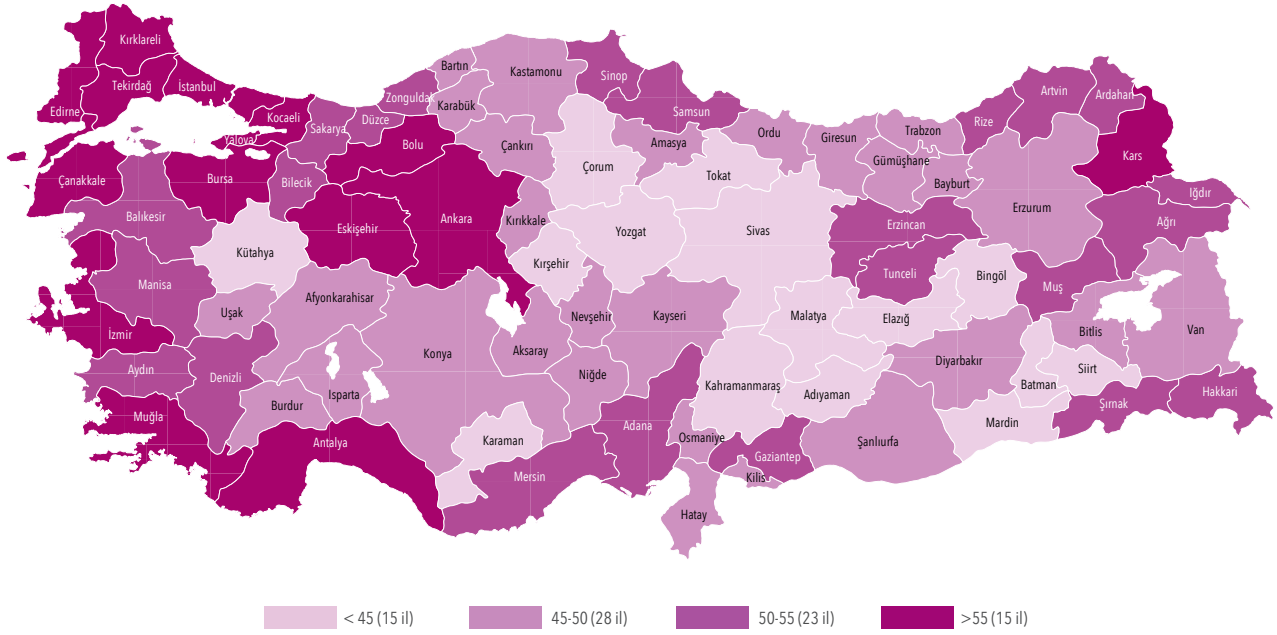 Kırklareli
Edirne
Tekirdağ
İstanbul
Kocaeli
Yalova
Sakarya
Düzce
Zonguldak
Bartın
Karabük
Kastamonu
Sinop
Samsun
Ordu
Giresun
Trabzon
Rize
Artvin
Ardahan
Kars
Çanakkale
Bursa
Bilecik
Bolu
Çankırı
Çorum
Amasya
Tokat
Gümüşhane
Bayburt
Erzurum
Iğdır
Ağrı
Balıkesir
Kütahya
Eskişehir
Ankara
Kırıkkale
Kırşehir
Yozgat
Sivas
Erzincan
Tunceli
Bingöl
Muş
Manisa
Uşak
Afyonkarahisar
Konya
Aksaray
Nevşehir
Kayseri
Malatya
Elazığ
Diyarbakır
Bitlis
Van
İzmir
Aydın
Denizli
Burdur
Isparta
Niğde
Kahramanmaraş
Adıyaman
Batman
Siirt
Şırnak
Hakkari
Muğla
Antalya
Karaman
Mersin
Adana
Osmaniye
Gaziantep
Kilis
Şanlıurfa
Mardin
Hatay
< 45 (15 il)
45-50 (28 il)
50-55 (23 il)
>55 (15 il)